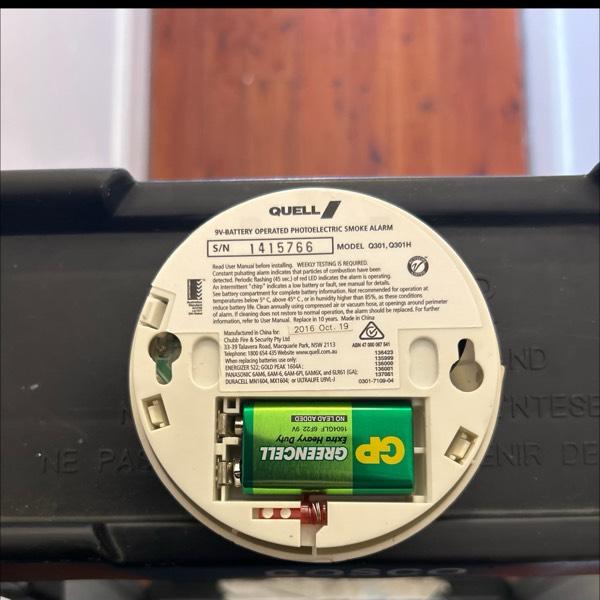 QUELL
9V-BATTERY OPERATED PHOTOELECTRIC SMOKE ALARM
S/N 1415766 MODEL Q301, Q301H
Read User Manual before installing. WEEKLY TESTING IS REQUIRED.
Constant pulsating alarm indicates that particles of combustion have been
detected. Periodic flashing (45 sec.) of red LED indicates the alarm is operating.
An intermittent "chirp" indicates a low battery or fault, see manual for details.
See battery compartment for complete battery information. Not recommended for operation at
temperatures below 5° C, above 45° C, or in humidity higher than 85%, as these conditions
reduce battery life. Clean annually using compressed air or vacuum hose, at openings around perimeter
of alarm. If cleaning does not restore to normal operation, the alarm should be replaced. For further
information, refer to User Manual. Replace in 10 years. Made in China
Manufactured in China for: 2016 Oct. 19
Chubb Fire & Security Pty Ltd
33-39 Talavera Road, Macquarie Park, NSW 2113
Telephone: 1800 654 435 Website www.quell.com.au
ABN 47 000 067 541
When replacing batteries use only:
ENERGIZER 522; GOLD PEAK 1604A;
PANASONIC 6AM6, 6AM-6, 6AM-6PI, 6AM6X, and 6LR61 (GA);
DURACELL MN1604, MX1604; or ULTRALIFE U9VL-J
136423
135999
136000
136001
137061
0301-7109-04
GP
GREENCELL
Extra Heavy Duty
1604GLF 6F22 9V
NO LEAD ADDED
ND
NE PA
NTESE
ENIR DE
COSCO